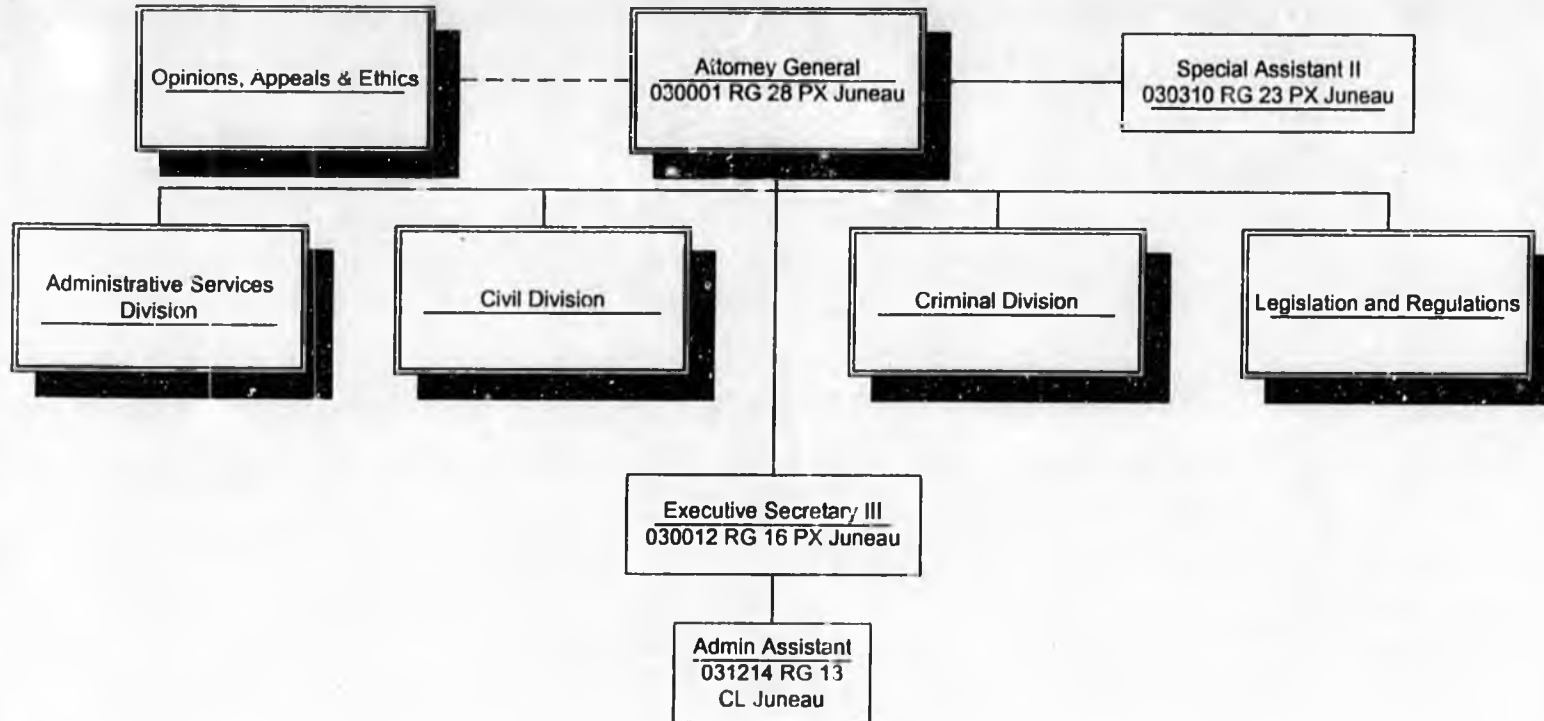 Opinions, Appeals & Ethics
Attorney General
030001 RG 28 PX Juneau
Special Assistant II
030310 RG 23 PX Juneau
Administrative Services
Division
Civil Division
Criminal Division
Legislation and Regulations
Executive Secretary III
030012 RG 16 PX Juneau
Admin Assistant
031214 RG 13
CL Juneau